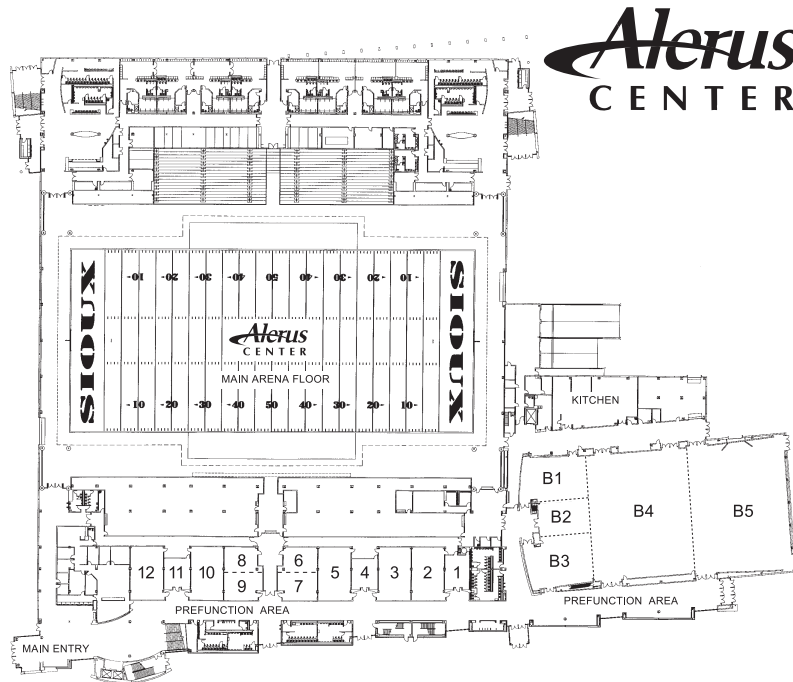 Alerus
CENTER
10 20 30 40 50 40 30 20 10
SIOUX
SIOUX
Alerus
CENTER
MAIN ARENA FLOOR
10 20 30 40 50 40 30 20 10
KITCHEN
B1
B2
B3
B4
B5
12 11 10 8 6 5 4 3 2 1
9 7
PREFUNCTION AREA
PREFUNCTION AREA
MAIN ENTRY